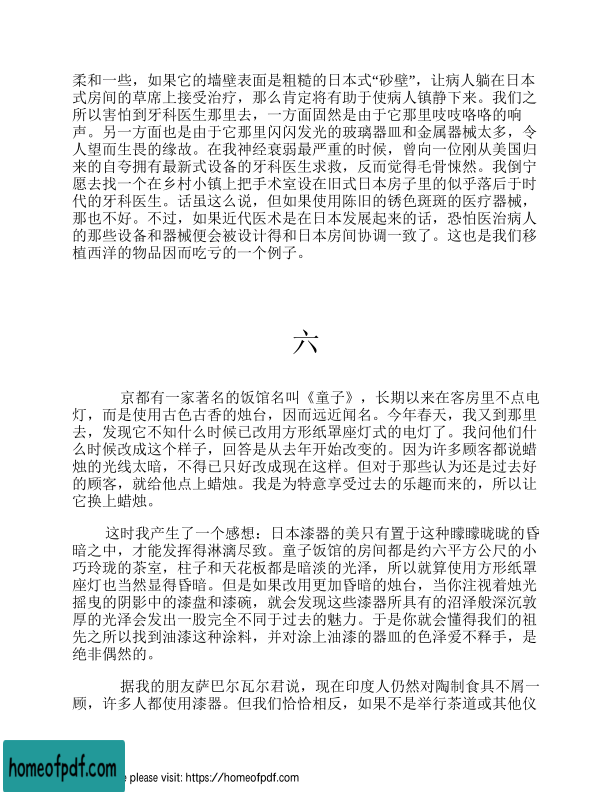 柔和一些，如果它的墙壁表面是粗糙的日本式“砂壁”，让病人躺在日本
式房间的草席上接受治疗，那么肯定将有助于使病人镇静下来。我们之
所以害怕到牙科医生那里去，一方面固然是由于它那里吱吱咯咯的响
声。另一方面也是由于它那里闪闪发光的玻璃器皿和金属器械太多，令
人望而生畏的缘故。在我神经衰弱最严重的时候，曾向一位刚从美国归
来的自夸拥有最新式设备的牙科医生求救，反而觉得毛骨悚然。我倒宁
愿去找一个在乡村小镇上把手术室设在旧式日本房子里的似乎落后于时
代的牙科医生。话虽这么说，但如果使用陈旧的锈色斑斑的医疗器械，
那也不好。不过，如果近代医术是在日本发展起来的话，恐怕医治病人
的那些设备和器械便会被设计得和日本房间协调一致了。这也是我们移
植西洋的物品因而吃亏的一个例子。
六
京都有一家著名的饭馆名叫《童子》，长期以来在客房里不点电
灯，而是使用古色古香的烛台，因而远近闻名。今年春天，我又到那里
去，发现它不知什么时候已改用方形纸罩座灯式的电灯了。我问他们什
么时候改成这个样子，回答是从去年开始改变的。因为许多顾客都说蜡
烛的光线太暗，不得已只好改成现在这样。但对于那些认为还是过去好
的顾客，就给他点上蜡烛。我是为特意享受过去的乐趣而来的，所以让
它换上蜡烛。
这时我产生了一个感想：日本漆器的美只有置于这种矇矇眬眬的昏
暗之中，才能发挥得淋漓尽致。童子饭馆的房间都是约六平方公尺的小
巧玲珑的茶室，柱子和天花板都是暗淡的光泽，所以就算使用方形纸罩
座灯也当然显得昏暗。但是如果改用更加昏暗的烛台，当你注视着烛光
摇曳的阴影中的漆盘和漆碗，就会发现这些漆器所具有的沼泽般深沉敦
厚的光泽会发出一股完全不同于过去的魅力。于是你就会懂得我们的祖
先之所以找到油漆这种涂料，并对涂上油漆的器皿的色泽爱不释手，是
绝非偶然的。
据我的朋友萨巴尔瓦尔君说，现在印度人仍然对陶制食具不屑一
顾，许多人都使用漆器。但我们恰恰相反，如果不是举行茶道或其他仪
homeofpdf.com
e please visit: https://homeofpdf.com